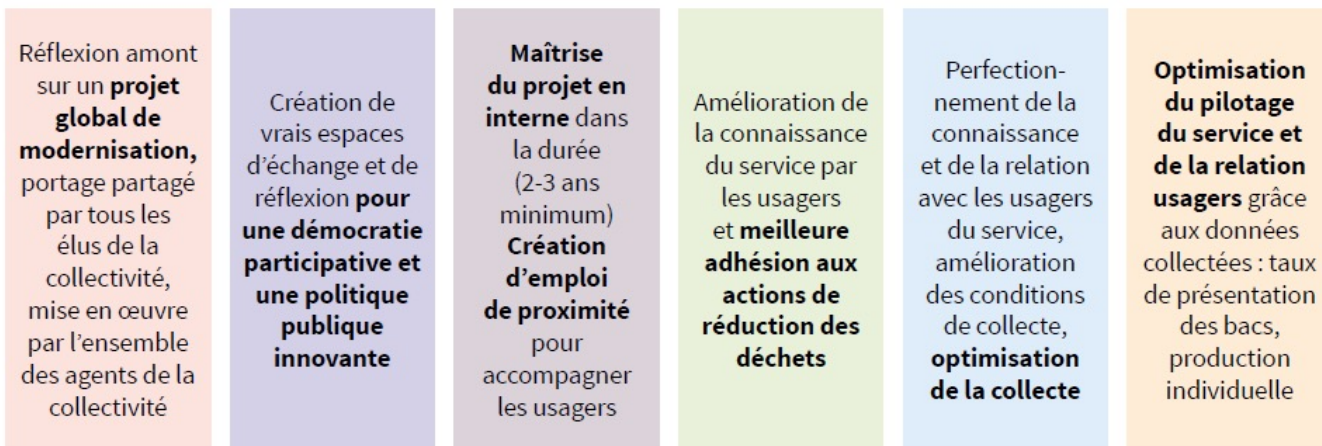 Réflexion amont
sur un projet
global de
modernisation,
portage partagé
par tous les
élus de la
collectivité,
mise en œuvre
par l’ensemble
des agents de la
collectivité
Création de
vrais espaces
d’échange et de
réflexion pour
une démocratie
participative et
une politique
publique
innovante
Maîtrise
du projet en
interne dans
la durée
(2-3 ans
minimum)
Création
d’emploi
de proximité
pour
accompagner
les usagers
Amélioration de
la connaissance
du service par
les usagers
et meilleure
adhésion aux
actions de
réduction des
déchets
Perfection-
nement de la
connaissance
et de la relation
avec les usagers
du service,
amélioration
des conditions
de collecte,
optimisation
de la collecte
Optimisation
du pilotage
du service et
de la relation
usagers grâce
aux données
collectées : taux
de présentation
des bacs,
production
individuelle